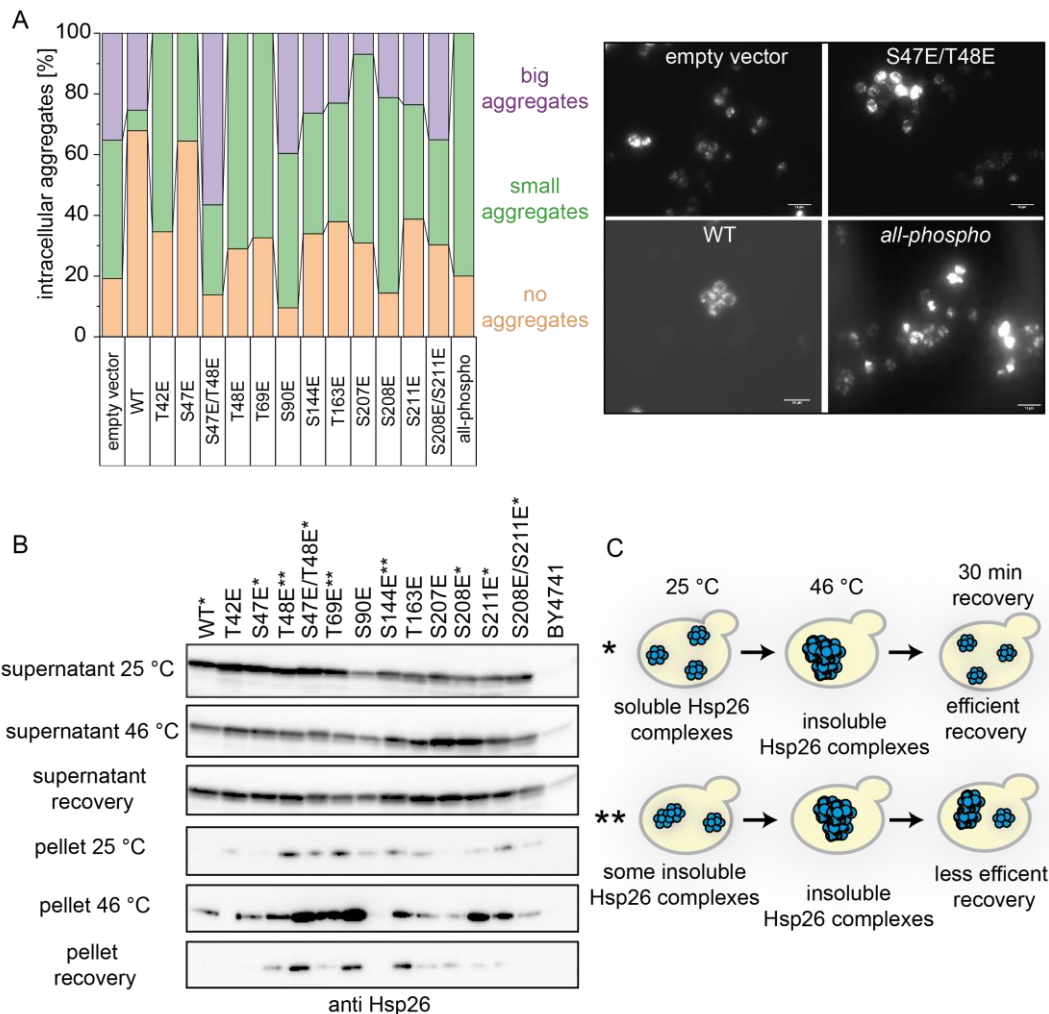 A
intracellular aggregates [%]
100
80
60
40
20
0
big
aggregates
small
aggregates
no
aggregates
empty vector
WT
T42E
S47E
S47E/T48E
T48E
T69E
S90E
S144E
T163E
S207E
S208E
S211E
S208E/S211E
all-phospho
empty vector
S47E/T48E
WT
all-phospho
B
WT*
T42E
S47E*
T48E**
S47E/T48E*
T69E**
S90E
S144E**
T163E
S207E
S208E*
S211E*
S208E/S211E*
BY4741
supernatant 25 °C
supernatant 46 °C
supernatant
recovery
pellet 25 °C
pellet 46 °C
pellet
recovery
anti Hsp26
C
25 °C
46 °C
30 min
recovery
*
soluble Hsp26
complexes
insoluble
Hsp26 complexes
efficient
recovery
**
some insoluble
Hsp26 complexes
insoluble
Hsp26 complexes
less efficent
recovery